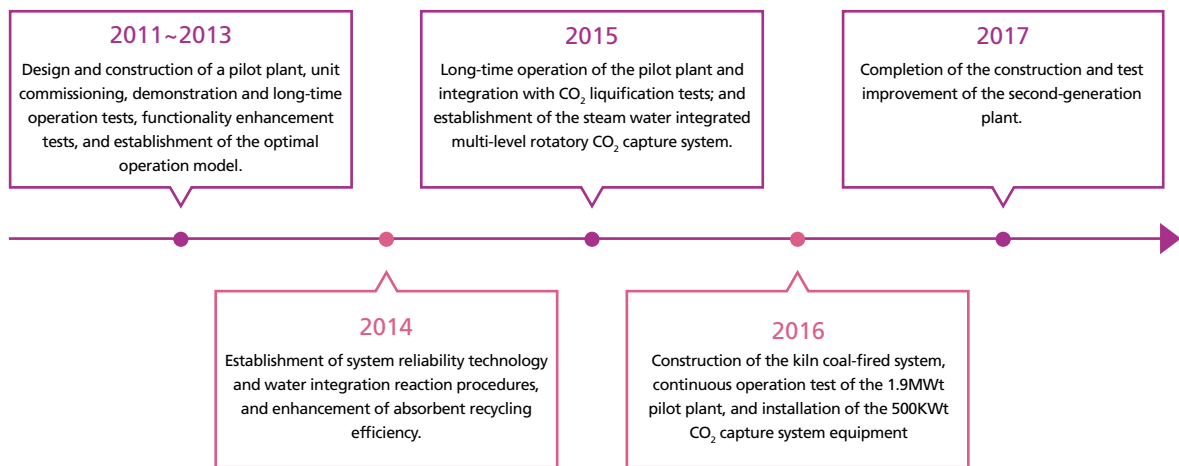 2011~2013
Design and construction of a pilot plant, unit
commissioning, demonstration and long-time
operation tests, functionality enhancement
tests, and establishment of the optimal
operation model.
2015
Long-time operation of the pilot plant and
integration with CO₂ liquification tests; and
establishment of the steam water integrated
multi-level rotatory CO₂ capture system.
2017
Completion of the construction and test
improvement of the second-generation
plant.
2014
Establishment of system reliability technology
and water integration reaction procedures,
and enhancement of absorbent recycling
efficiency.
2016
Construction of the kiln coal-fired system,
continuous operation test of the 1.9MWt
pilot plant, and installation of the 500KWt
CO₂ capture system equipment